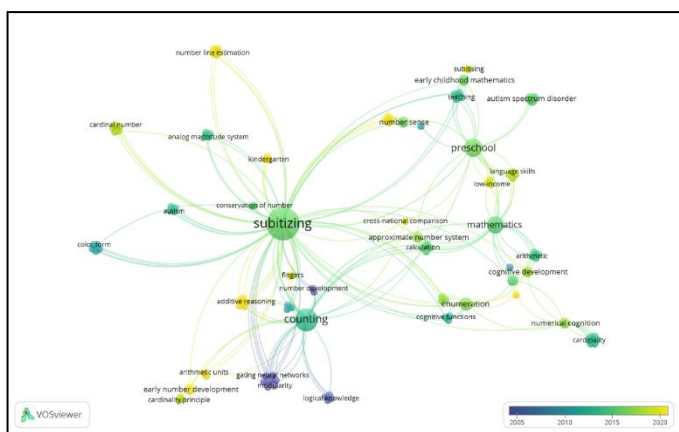 number line estimation
subitising
early childhood mathematics
teaching
autism spectrum disorder
cardinal number
analog magnitude system
number sense
kindergarten
preschool
language skills
low-income
conservation of number
autism
subitizing
cross-national comparison
mathematics
approximate number system
calculation
color form
arithmetic
cognitive development
fingers
number development
additive reasoning
enumeration
counting
cognitive functions
numerical cognition
cardinality
arithmetic units
gating neural networks
modularity
early number development
cardinality principle
logical knowledge
VOSviewer
2005 2010 2015 2020